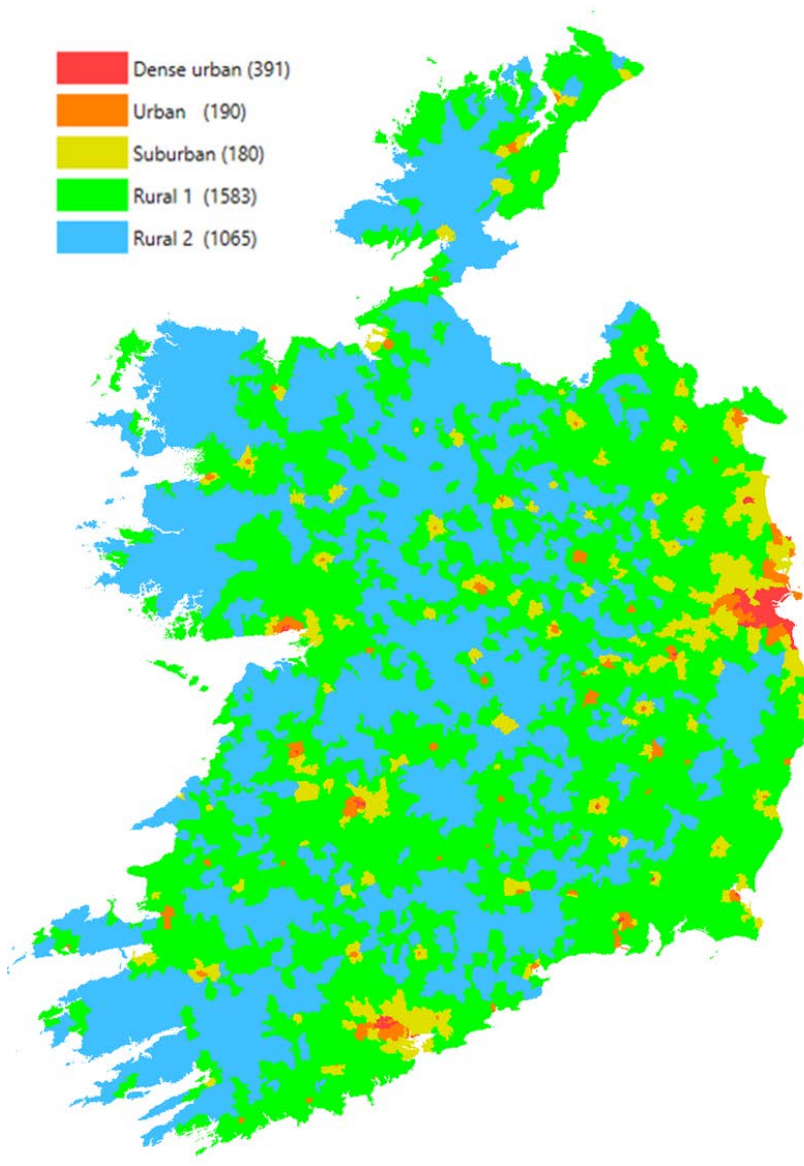 Dense urban (391)
Urban (190)
Suburban (180)
Rural 1 (1583)
Rural 2 (1065)